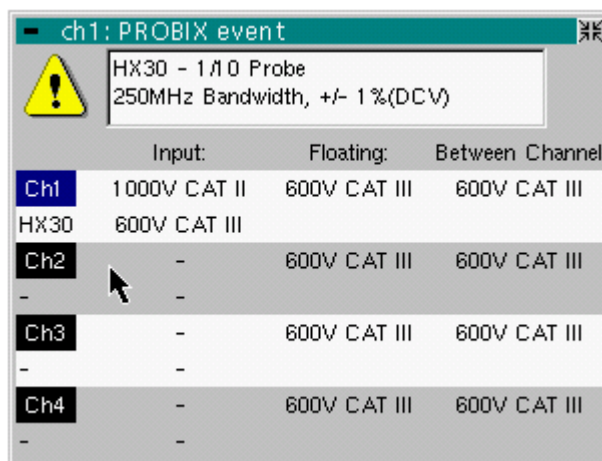 ch1: PROBIX event
HX30 - 1/10 Probe
250MHz Bandwidth, +/- 1%(DCV)
Input: Floating: Between Channel
Ch1 1000V CAT II 600V CAT III 600V CAT III
HX30 600V CAT III
Ch2 - 600V CAT III 600V CAT III
- -
Ch3 - 600V CAT III 600V CAT III
- -
Ch4 - 600V CAT III 600V CAT III
- -